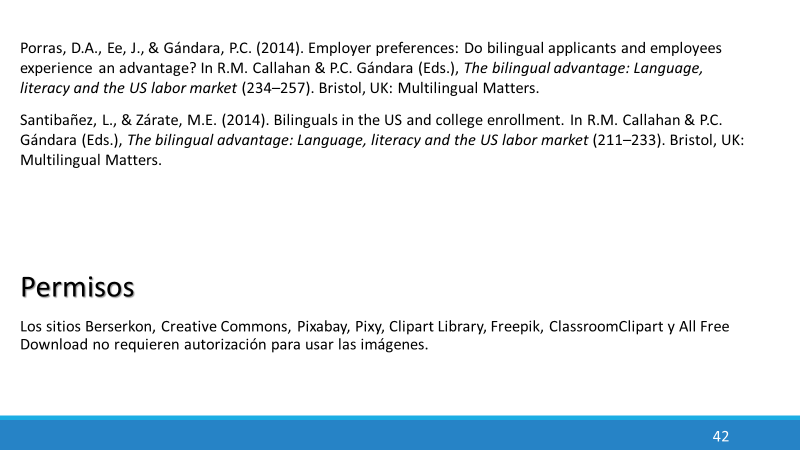 Porras, D.A., Ee, J., & Gándara, P.C. (2014). Employer preferences: Do bilingual applicants and employees
experience an advantage? In R.M. Callahan & P.C. Gándara (Eds.), The bilingual advantage: Language,
literacy and the US labor market (234–257). Bristol, UK: Multilingual Matters.
Santibañez, L., & Zárate, M.E. (2014). Bilinguals in the US and college enrollment. In R.M. Callahan & P.C.
Gándara (Eds.), The bilingual advantage: Language, literacy and the US labor market (211–233). Bristol, UK:
Multilingual Matters.
Permisos
Los sitios Berserkon, Creative Commons, Pixabay, Pixy, Clipart Library, Freepik, ClassroomClipart y All Free
Download no requieren autorización para usar las imágenes.
42